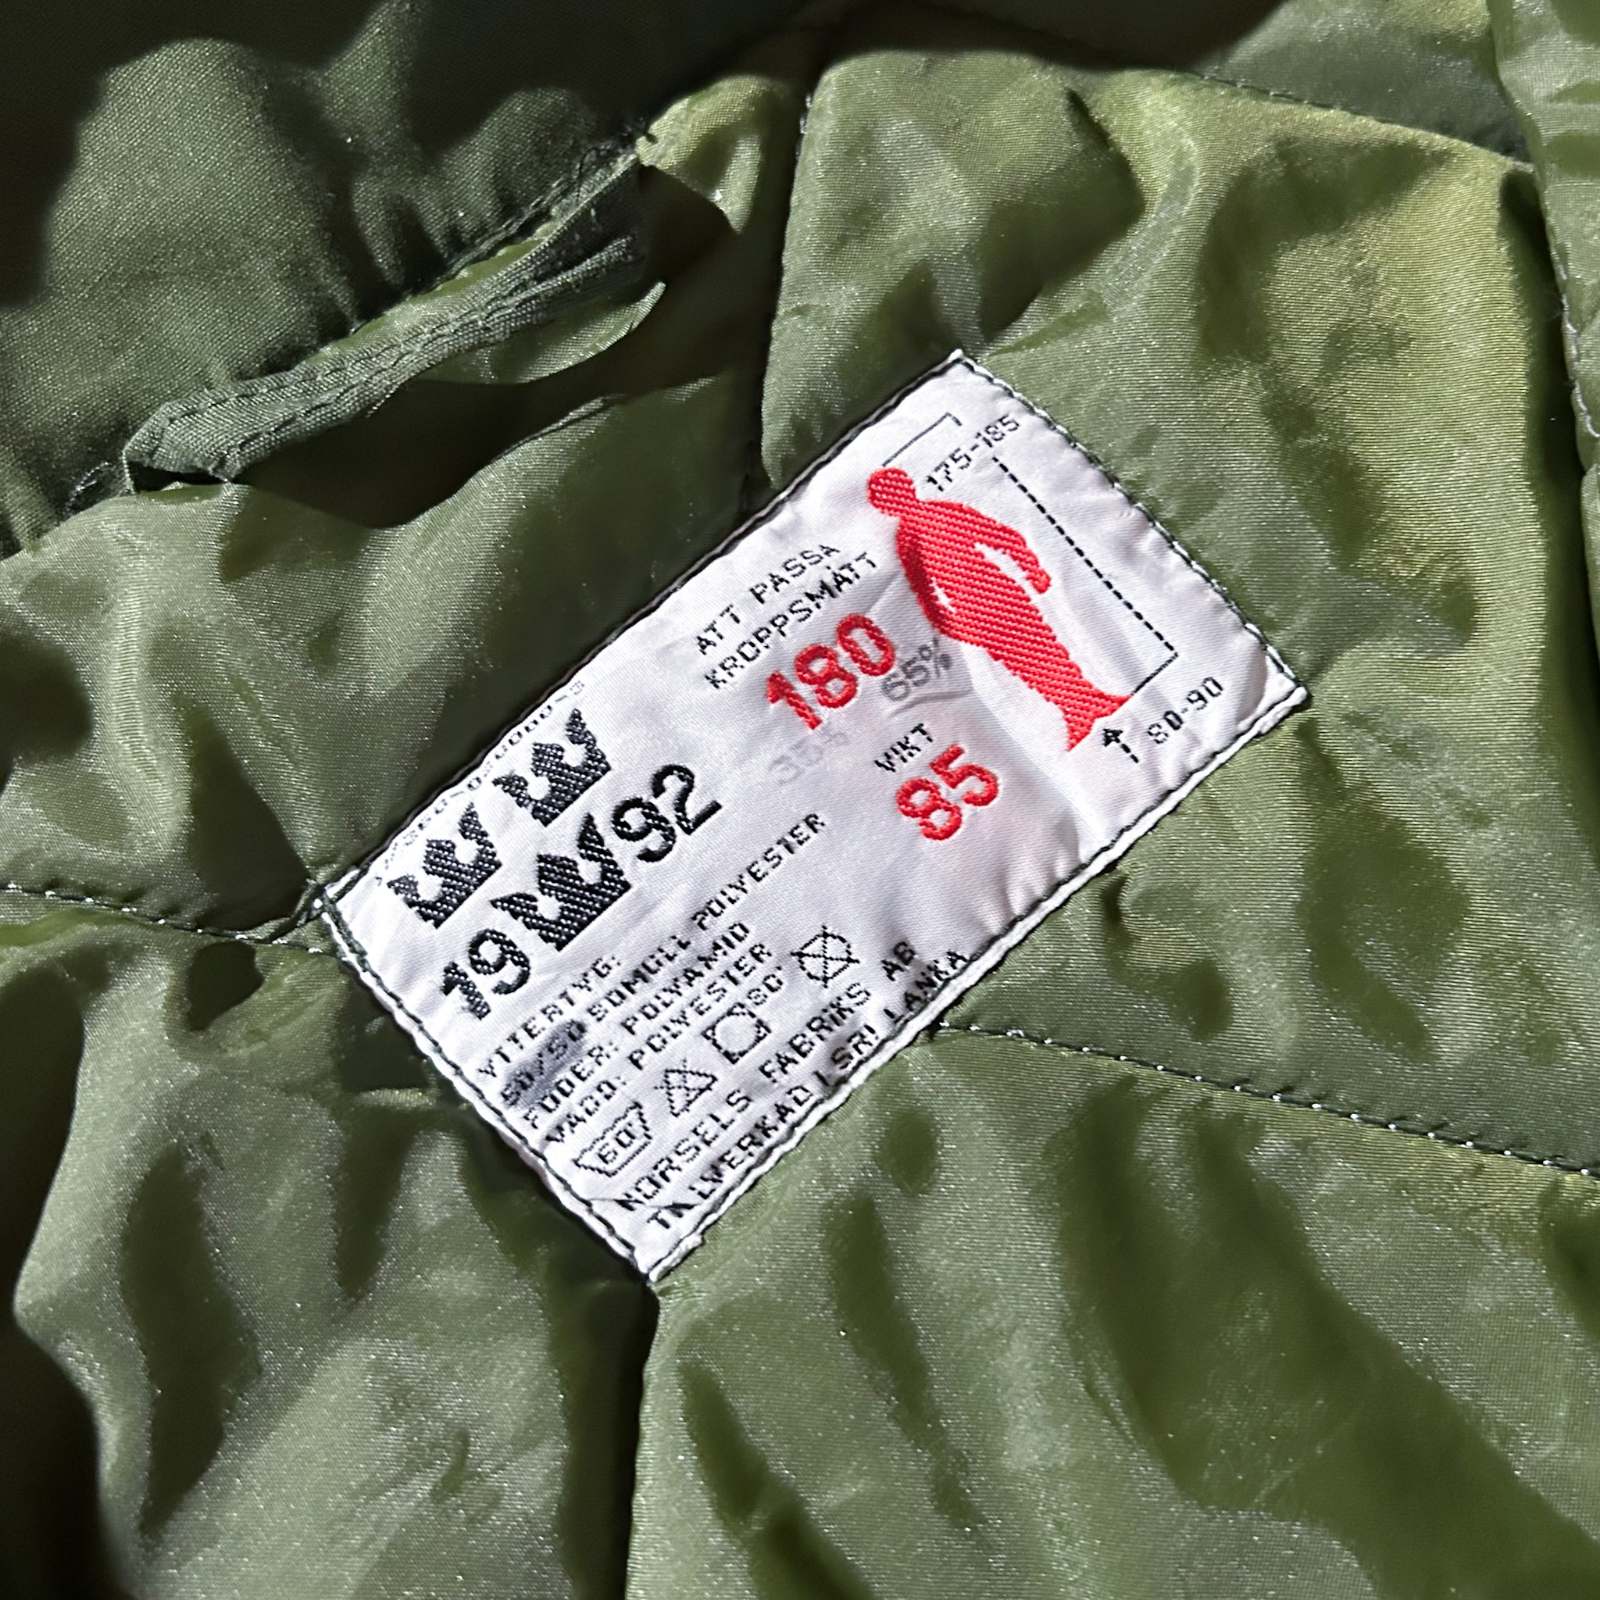 175-185
ATT PASSA
KROPPSMÅTT
180
65%
35%
VIKT
85
80-90
19 92
YTTERTYG:
50/50 BOMULL POLYESTER
FODER: POLYAMID
VADD: POLYESTER
60° 80°
NORSELS FABRIKS AB
TILLVERKAD I SRI LANKA